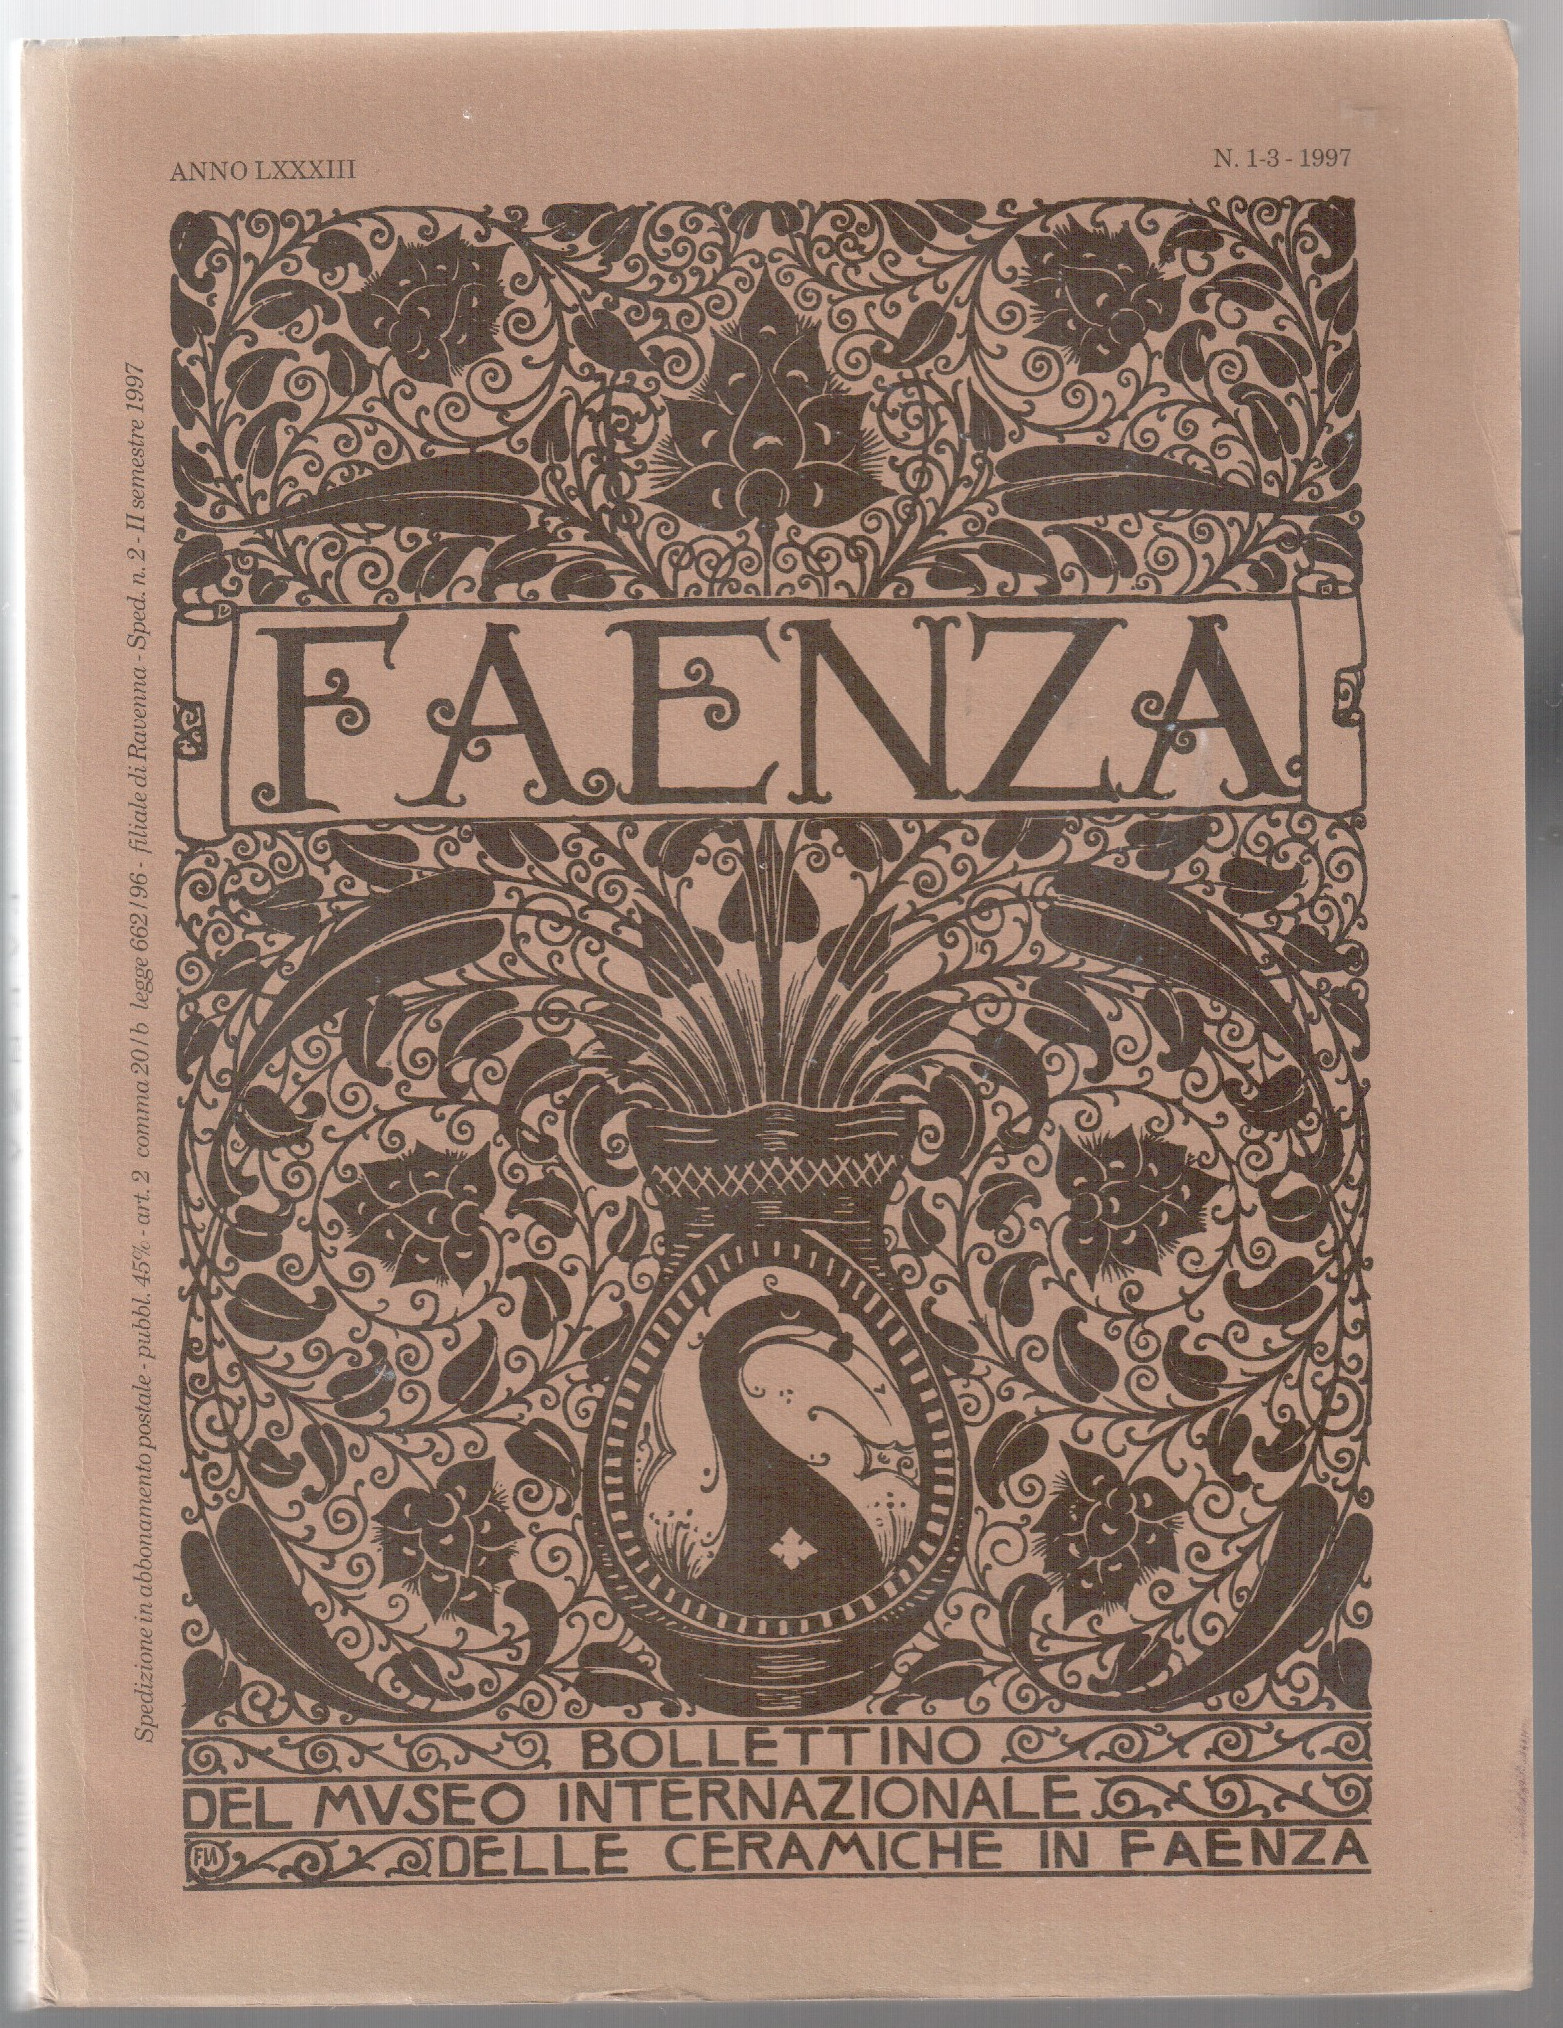 ANNO LXXXIII
N. 1-3 - 1997
Spedizione in abbonamento postale - pubbl. 45% - art. 2 comma 20/b legge 662/96 - filiale di Ravenna - Sped. n. 2 - II semestre 1997
FAENZA
BOLLETTINO
DEL MVSEO INTERNAZIONALE
DELLE CERAMICHE IN FAENZA